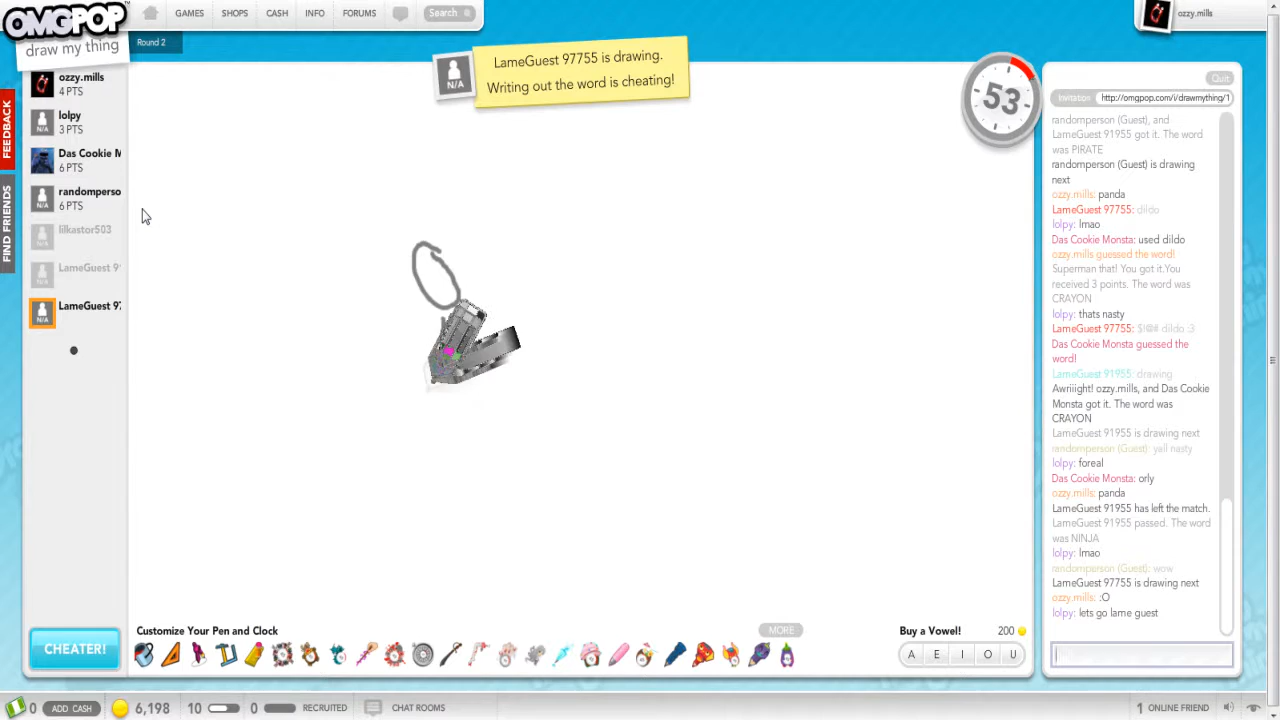 OMGPOP
draw my thing
GAMES
SHOPS
CASH
INFO
FORUMS
Search
ozzy.mills
Round 2
LameGuest 97755 is drawing.
Writing out the word is cheating!
53
FEEDBACK
FIND FRIENDS
ozzy.mills
4 PTS
N/A
lolpy
3 PTS
Das Cookie M
6 PTS
N/A
randomperso
6 PTS
N/A
lilkastor503
N/A
LameGuest 9
N/A
LameGuest 97
CHEATER!
Quit
Invitation
http://omgpop.com/i/drawmything/1
randomperson (Guest), and
LameGuest 91955 got it. The word
was PIRATE
randomperson (Guest) is drawing
next
ozzy.mills: panda
LameGuest 97755: dildo
lolpy: lmao
Das Cookie Monsta: used dildo
ozzy.mills guessed the word!
Superman that! You got it.You
received 3 points. The word was
CRAYON
lolpy: thats nasty
LameGuest 97755: $!@# dildo :3
Das Cookie Monsta guessed the
word!
LameGuest 91955: drawing
Awriiight! ozzy.mills, and Das Cookie
Monsta got it. The word was
CRAYON
LameGuest 91955 is drawing next
randomperson (Guest): yall nasty
lolpy: foreal
Das Cookie Monsta: orly
ozzy.mills: panda
LameGuest 91955 has left the match.
LameGuest 91955 passed. The word
was NINJA
lolpy: lmao
randomperson (Guest): wow
LameGuest 97755 is drawing next
ozzy.mills: :O
lolpy: lets go lame guest
Customize Your Pen and Clock
MORE
Buy a Vowel!
200
A
E
I
O
U
0
ADD CASH
6,198
10
0
RECRUITED
CHAT ROOMS
1 ONLINE FRIEND